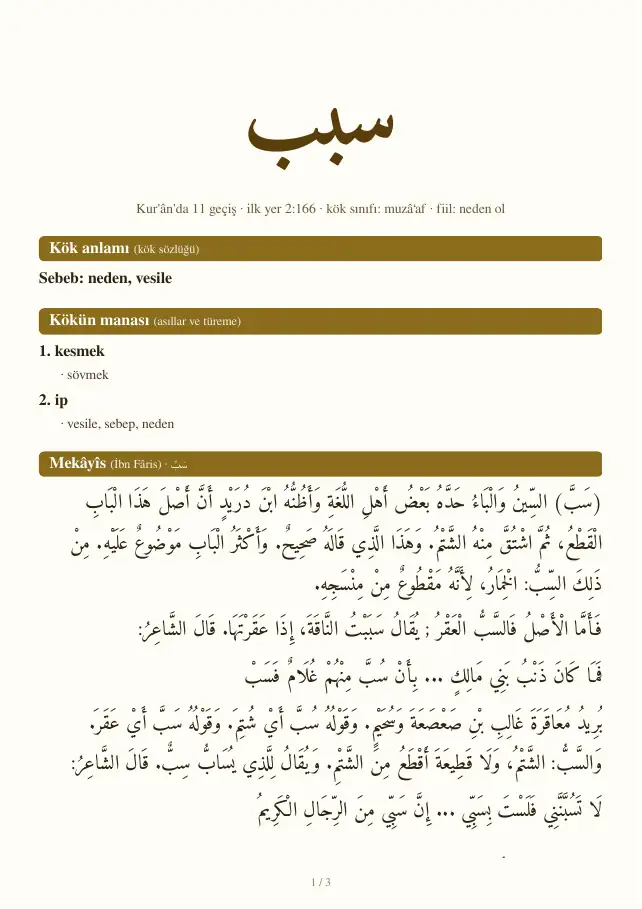 سبب
Kur'ân'da 11 geçiş · ilk yer 2:166 · kök sınıfı: muzâ'af · fiil: neden ol
Kök anlamı (kök sözlüğü)
Sebeb: neden, vesile
Kökün manası (asıllar ve türeme)
1. kesmek
· sövmek
2. ip
· vesile, sebep, neden
Mekâyîs (İbn Fâris) · سَبَّ
(سَبَّ) السِّينُ وَالْبَاءُ حَدَّهُ بَعْضُ أَهْلِ اللُّغَةِ وَأَظُنُّهُ ابْنَ دُرَيْدٍ أَنَّ أَصْلَ هَذَا الْبَابِ
الْقَطْعُ، ثُمَّ اشْتُقَّ مِنْهُ الشَّتْمُ. وَهَذَا الَّذِي قَالَهُ صَحِيحٌ. وَأَكْثَرُ الْبَابِ مَوْضُوعٌ عَلَيْهِ. مِنْ
ذَلِكَ السِّبُّ: الْخِمَارُ، لِأَنَّهُ مَقْطُوعٌ مِنْ مِنْسَجِهِ.
فَأَمَّا الْأَصْلُ فَالسَّبُّ الْعَقْرُ ; يُقَالُ سَبَبْتُ النَّاقَةَ، إِذَا عَقَرْتَهَا. قَالَ الشَّاعِرُ:
فَمَا كَانَ ذَنْبُ بَنِي مَالِكٍ ... بِأَنْ سُبَّ مِنْهُمْ غُلَامٌ فَسَبْ
يُرِيدُ مُعَاقَرَةَ غَالِبِ بْنِ صَعْصَعَةَ وَسُحَيْمٍ. وَقَوْلُهُ سُبَّ أَيْ شُتِمَ. وَقَوْلُهُ سَبَّ أَيْ عَقَرَ.
وَالسَّبُّ: الشَّتْمُ، وَلَا قَطِيعَةَ أَقْطَعُ مِنَ الشَّتْمِ. وَيُقَالُ لِلَّذِي يُسَابُّ سِبٌّ. قَالَ الشَّاعِرُ:
لَا تَسُبَّنَّنِي فَلَسْتَ بِسَبِّي ... إِنَّ سَبِّي مِنَ الرِّجَالِ الْكَرِيمُ
.
1 / 3